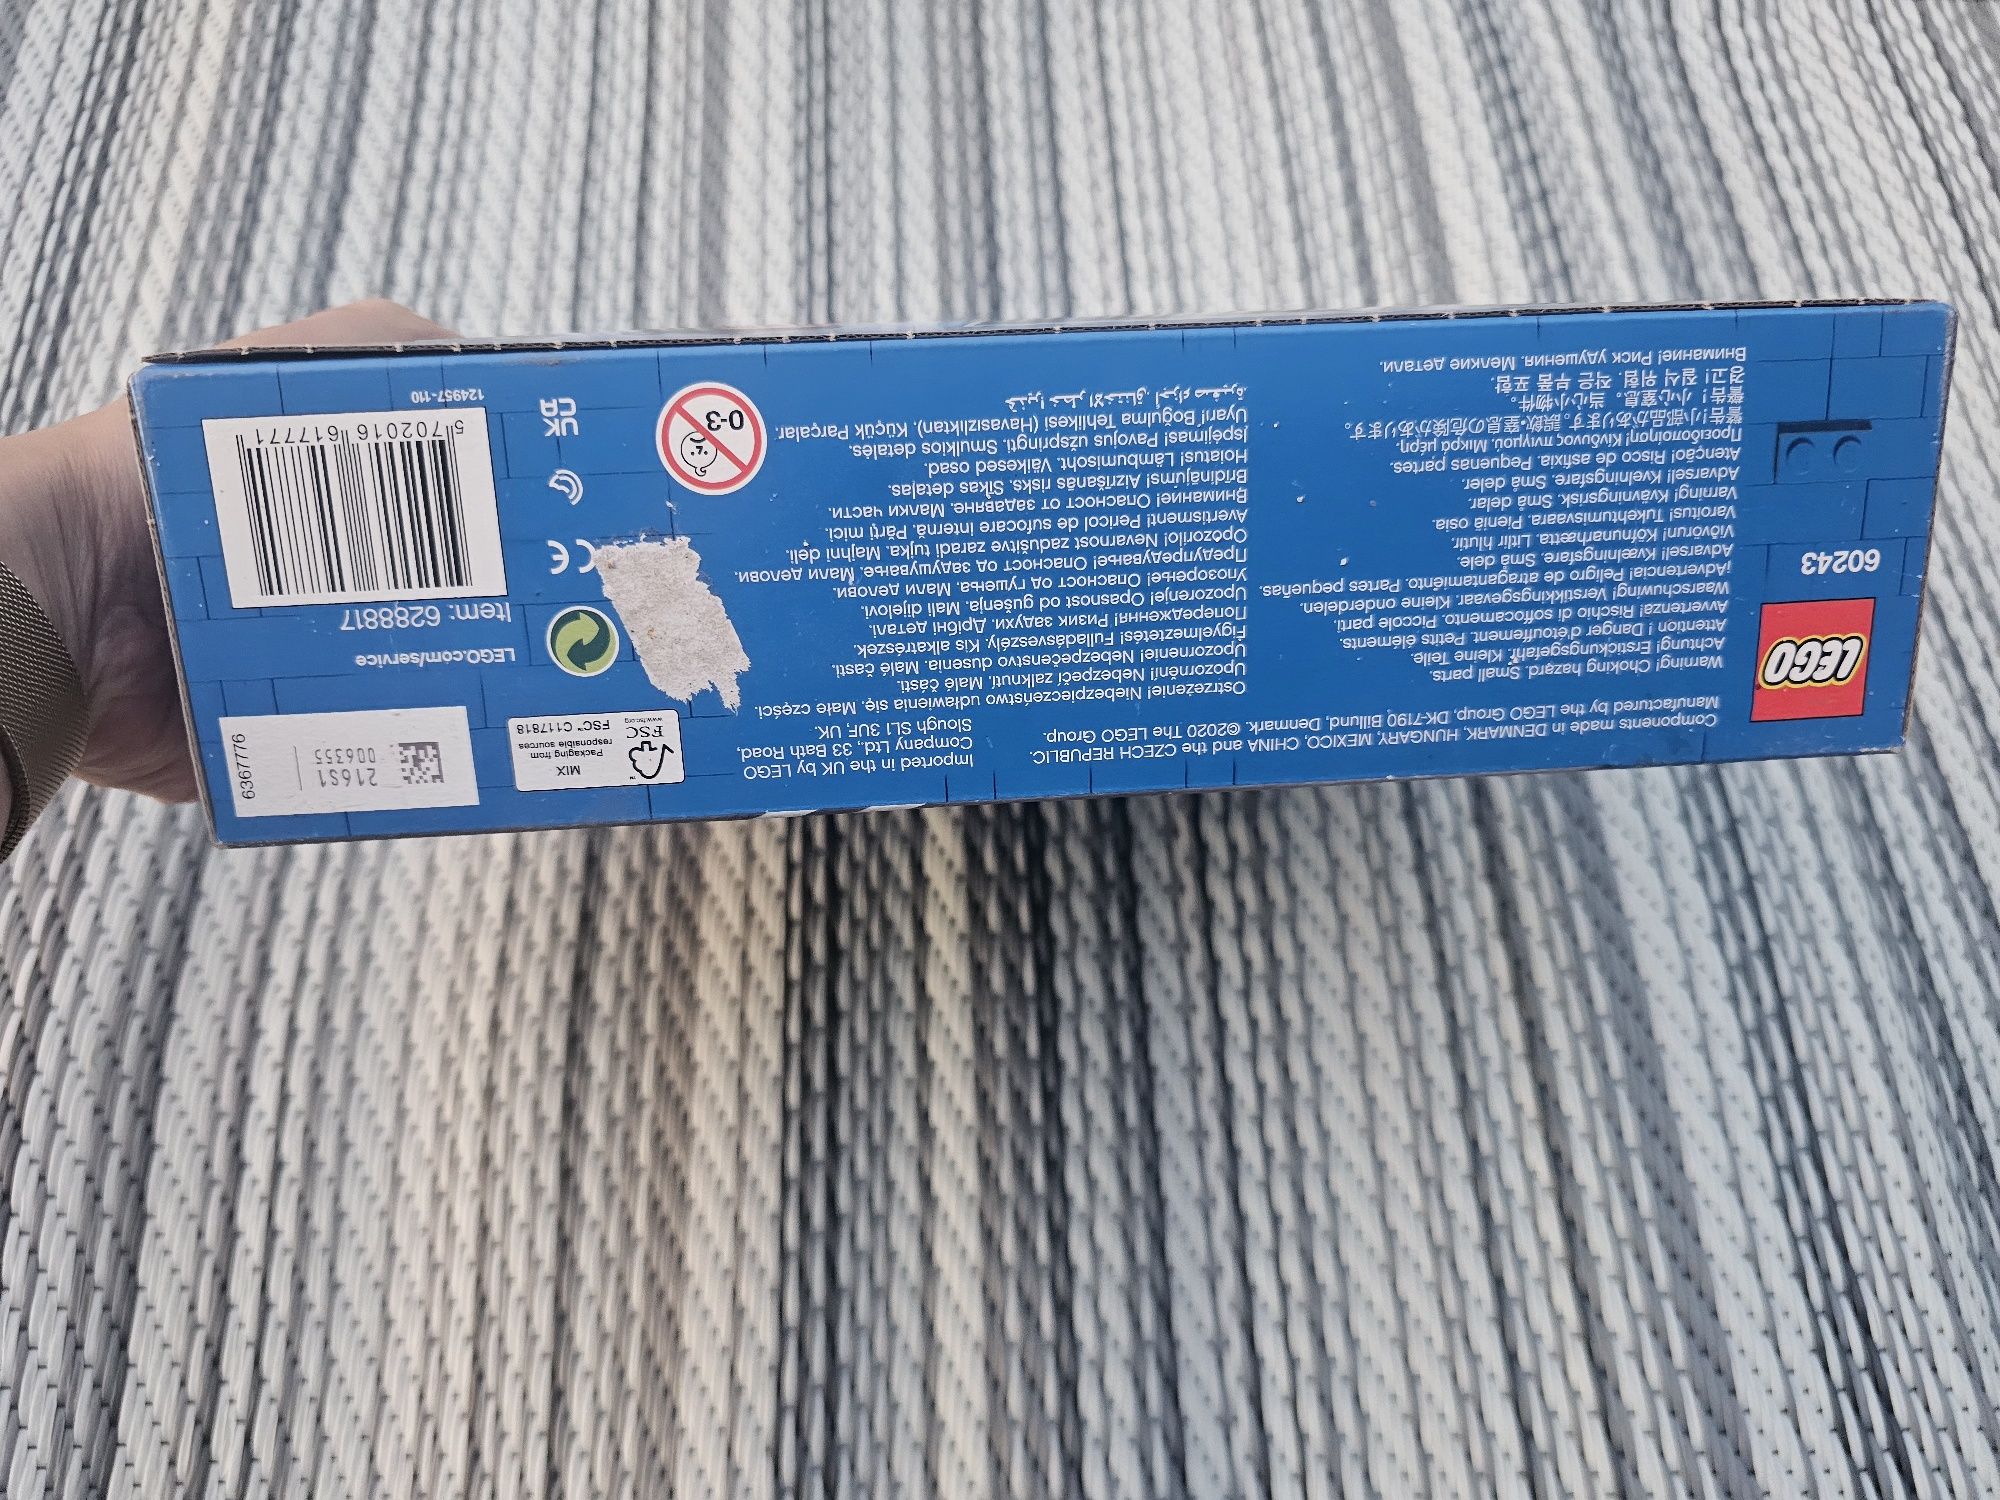 LEGO
60243
Components made in DENMARK, HUNGARY, MEXICO, CHINA and the CZECH REPUBLIC.
Manufactured by the LEGO Group, DK-7190 Billund, Denmark. ©2020 The LEGO Group.
Warning! Choking hazard. Small parts.
Achtung! Erstickungsgefahr. Kleine Teile.
Attention ! Danger d'étouffement. Petits éléments.
Avvertenza! Rischio di soffocamento. Piccole parti.
Waarschuwing! Verstikkingsgevaar. Kleine onderdelen.
¡Advertencia! Peligro de atragantamiento. Partes pequeñas.
Advarsel! Kvælningsfare. Små dele.
Viðvörun! Köfnunarhætta. Litlir hlutir.
Varoitus! Tukehtumisvaara. Pieniä osia.
Varning! Kvävningsrisk. Små delar.
Advarsel! Kvelningsfare. Små deler.
Atenção! Risco de asfixia. Pequenas partes.
Προειδοποίηση! Κίνδυνος πνιγμού. Μικρά μέρη.
警告!小部品があります。誤飲・窒息の危険があります。
警告！小心窒息。当心小物件。
경고! 질식 위험. 작은 부품 포함.
Внимание! Риск удушения. Мелкие детали.
Imported in the UK by LEGO
Company Ltd., 33 Bath Road,
Slough SL1 3UF, UK.
Ostrzeżenie! Niebezpieczeństwo udławienia się. Małe części.
Upozornění! Nebezpečí zalknutí. Malé části.
Upozornenie! Nebezpečenstvo dusenia. Malé časti.
Figyelmeztetés! Fulladásveszély. Kis alkatrészek.
Попередження! Ризик задухи. Дрібні деталі.
Upozorenje! Opasnost od gušenja. Mali dijelovi.
Упозорење! Опасност од гушења. Мали делови.
Предупредување! Опасност од задушување. Мали делови.
Opozorilo! Nevarnost zadušitve zaradi tujka. Majhni deli.
Avertisment! Pericol de sufocare internă. Părți mici.
Внимание! Опасност от задавяне. Малки части.
Brīdinājums! Aizrīšanās risks. Sīkas detaļas.
Hoiatus! Lämbumisoht. Väikesed osad.
Įspėjimas! Pavojus užspringti. Smulkios detalės.
Uyarı! Boğulma Tehlikesi (Havasızlıktan). Küçük Parçalar.
0-3
MIX
Packaging from
responsible sources
FSC™ C117818
FSC
www.fsc.org
CE
UK
CA
216S1
006355
6367776
LEGO.com/service
Item: 6288817
5 702016 617771
124957-110